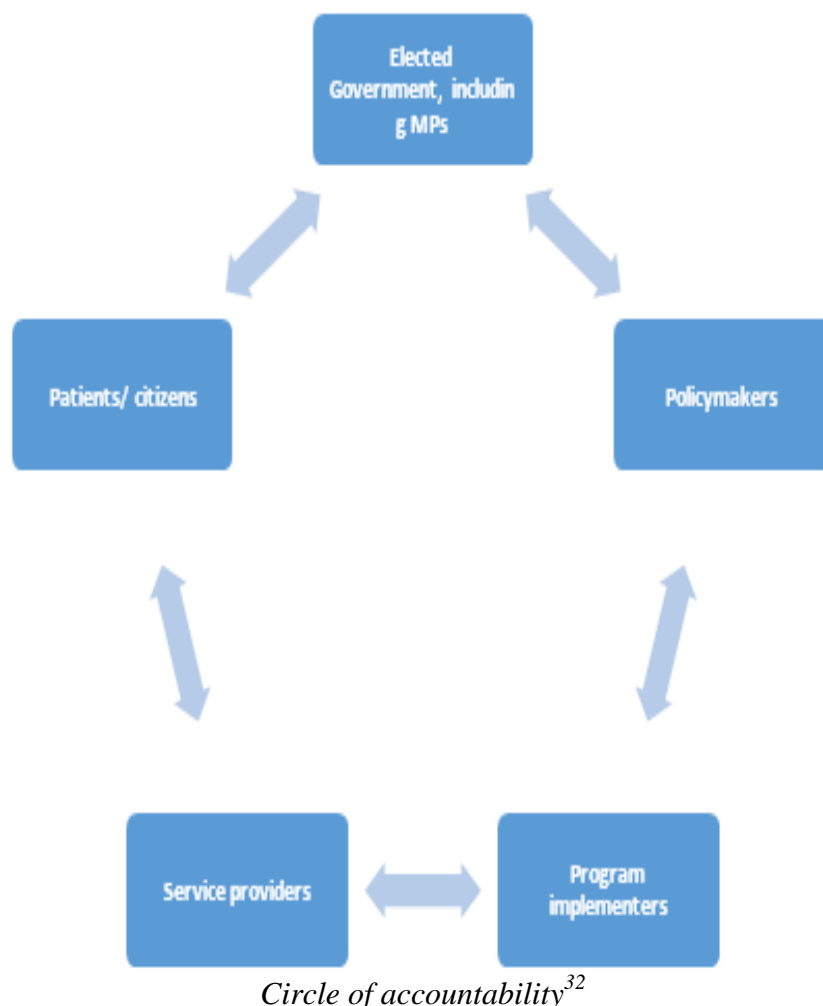 Elected
Government, includin
g MPs
Patients/ citizens
Policymakers
Service providers
Program
implementers
Circle of accountability32